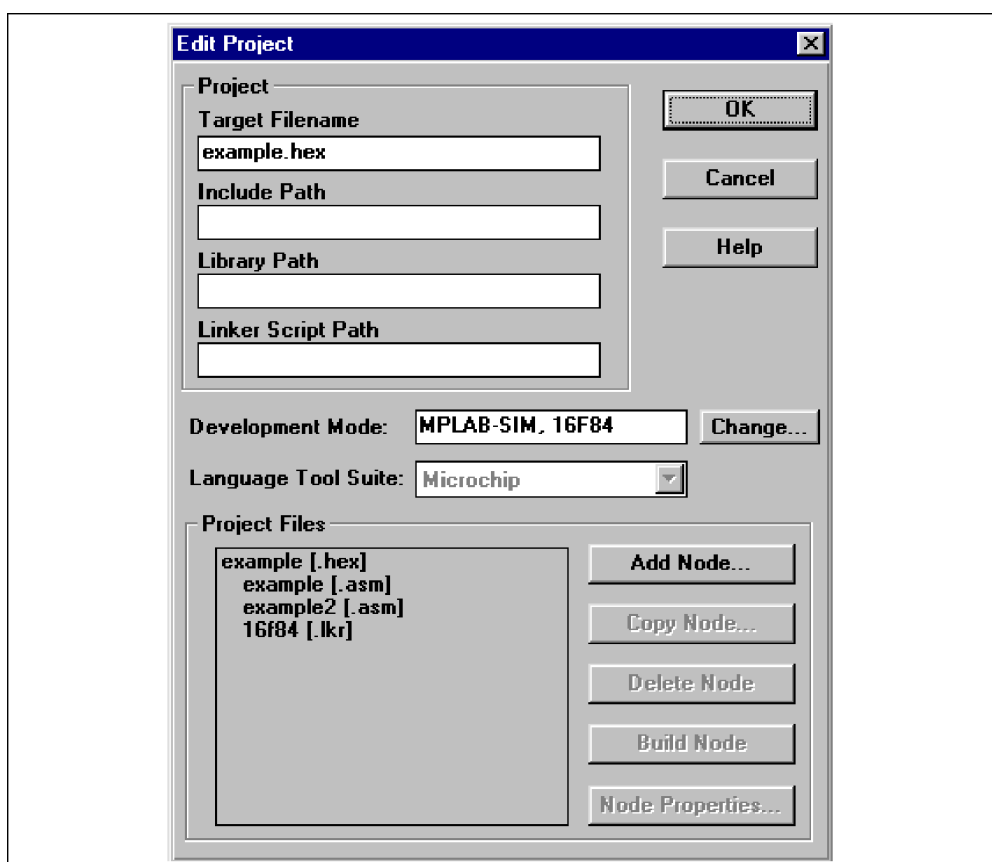 Edit Project
Project
Target Filename
example.hex
Include Path
Library Path
Linker Script Path
OK
Cancel
Help
Development Mode: MPLAB-SIM, 16F84 Change...
Language Tool Suite: Microchip
Project Files
example [.hex]
example [.asm]
example2 [.asm]
16f84 [.lkr]
Add Node...
Copy Node...
Delete Node
Build Node
Node Properties...